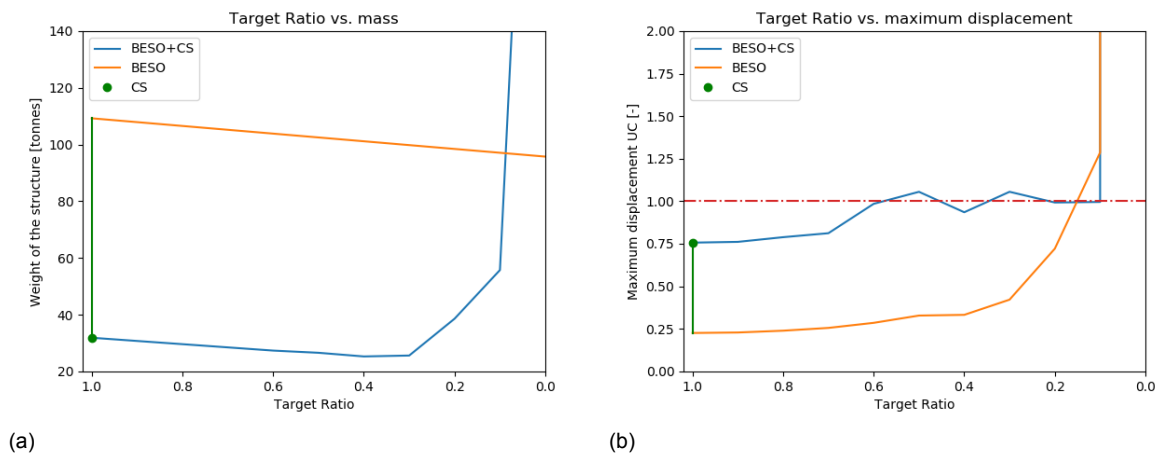 Target Ratio vs. mass
140
120
100
80
60
40
20
1.0 0.8 0.6 0.4 0.2 0.0
Weight of the structure [tonnes]
Target Ratio
BESO+CS
BESO
CS
(a)
Target Ratio vs. maximum displacement
2.00
1.75
1.50
1.25
1.00
0.75
0.50
0.25
0.00
1.0 0.8 0.6 0.4 0.2 0.0
Maximum displacement UC [-]
Target Ratio
BESO+CS
BESO
CS
(b)